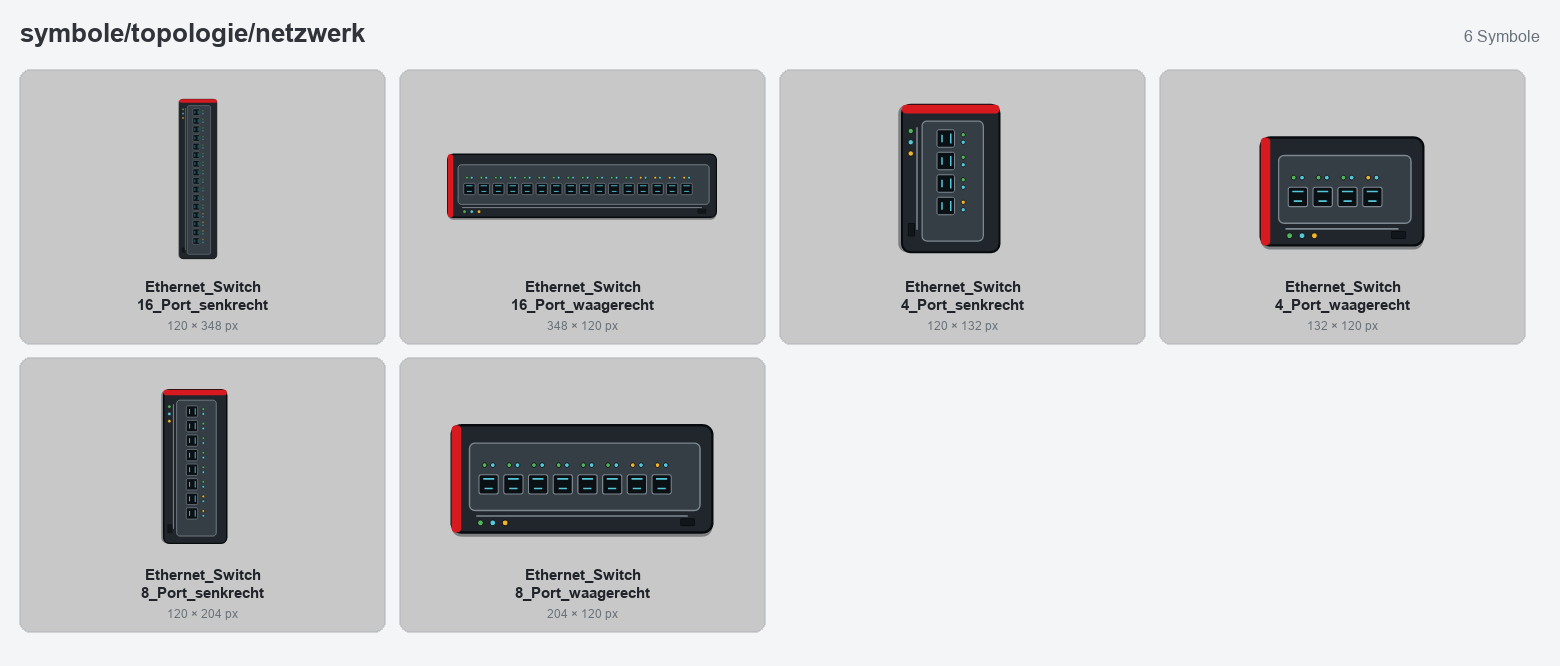 symbole/topologie/netzwerk
6 Symbole
Ethernet_Switch
16_Port_senkrecht
120 × 348 px
Ethernet_Switch
16_Port_waagerecht
348 × 120 px
Ethernet_Switch
4_Port_senkrecht
120 × 132 px
Ethernet_Switch
4_Port_waagerecht
132 × 120 px
Ethernet_Switch
8_Port_senkrecht
120 × 204 px
Ethernet_Switch
8_Port_waagerecht
204 × 120 px